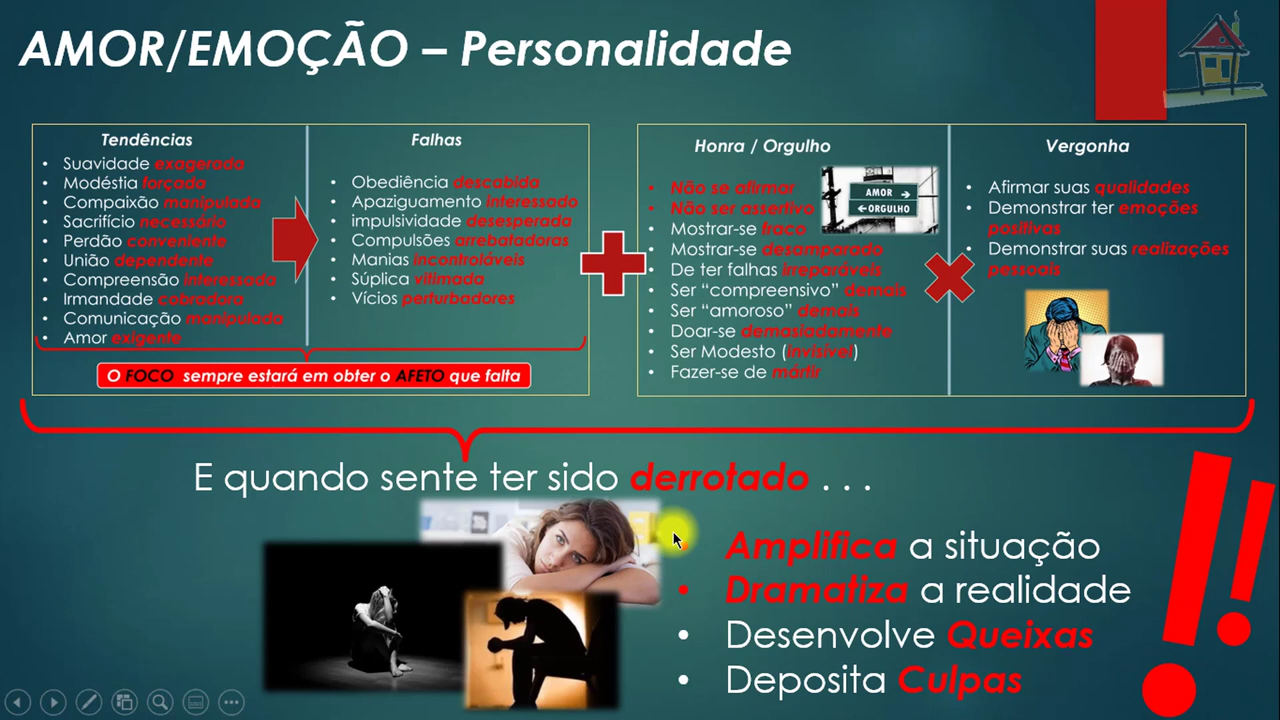 AMOR/EMOÇÃO – Personalidade
Tendências
• Suavidade exagerada
• Modéstia forçada
• Compaixão manipulada
• Sacrifício necessário
• Perdão conveniente
• União dependente
• Compreensão interessada
• Irmandade cobradora
• Comunicação manipulada
• Amor exigente
Falhas
• Obediência descabida
• Apaziguamento interessado
• impulsividade desesperada
• Compulsões arrebatadoras
• Manias incontroláveis
• Súplica vitimada
• Vícios perturbadores
O FOCO sempre estará em obter o AFETO que falta
Honra / Orgulho
• Não se afirmar
• Não ser assertivo
• Mostrar-se fraco
• Mostrar-se desamparado
• De ter falhas irreparáveis
• Ser “compreensivo” demais
• Ser “amoroso” demais
• Doar-se demasiadamente
• Ser Modesto (invisível)
• Fazer-se de mártir
AMOR
ORGULHO
Vergonha
• Afirmar suas qualidades
• Demonstrar ter emoções
positivas
• Demonstrar suas realizações
pessoais
E quando sente ter sido derrotado . . .
• Amplifica a situação
• Dramatiza a realidade
• Desenvolve Queixas
• Deposita Culpas
!!